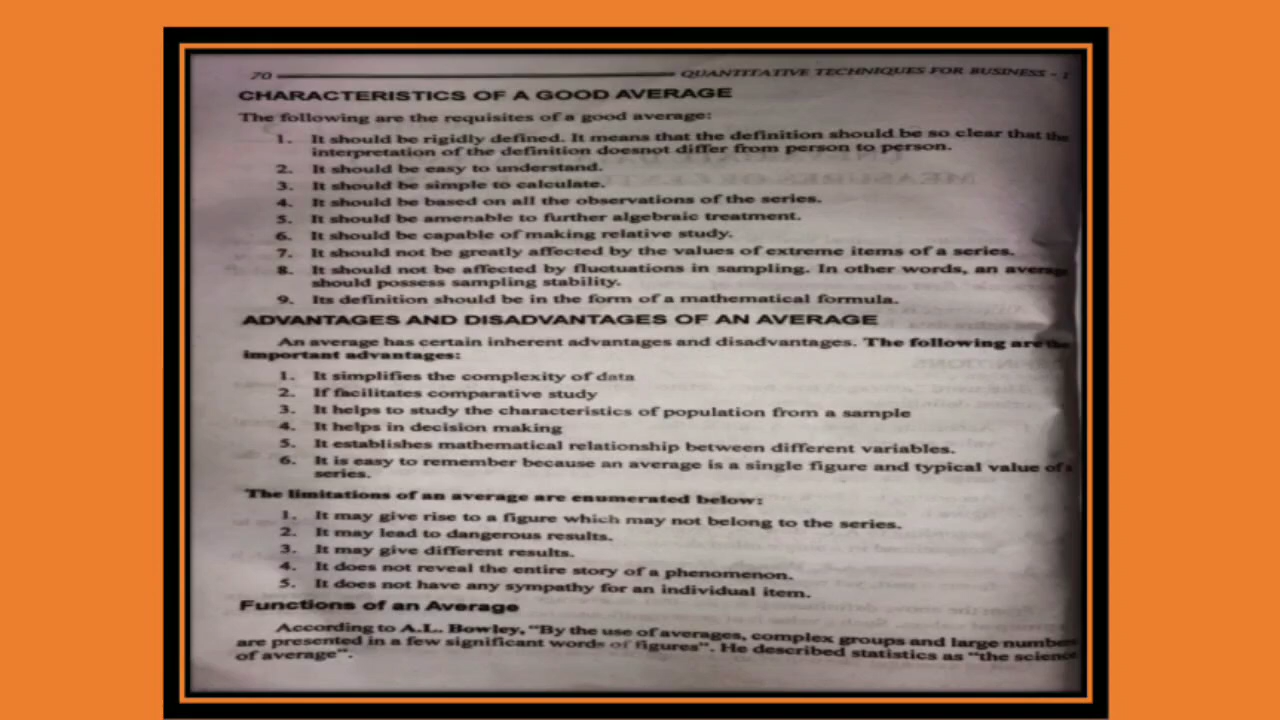 70 QUANTITATIVE TECHNIQUES FOR BUSINESS - I
CHARACTERISTICS OF A GOOD AVERAGE
The following are the requisites of a good average:
1. It should be rigidly defined. It means that the definition should be so clear that the
interpretation of the definition doesnot differ from person to person.
2. It should be easy to understand.
3. It should be simple to calculate.
4. It should be based on all the observations of the series.
5. It should be amenable to further algebraic treatment.
6. It should be capable of making relative study.
7. It should not be greatly affected by the values of extreme items of a series.
8. It should not be affected by fluctuations in sampling. In other words, an average
should possess sampling stability.
9. Its definition should be in the form of a mathematical formula.
ADVANTAGES AND DISADVANTAGES OF AN AVERAGE
An average has certain inherent advantages and disadvantages. The following are the
important advantages:
1. It simplifies the complexity of data
2. If facilitates comparative study
3. It helps to study the characteristics of population from a sample
4. It helps in decision making
5. It establishes mathematical relationship between different variables.
6. It is easy to remember because an average is a single figure and typical value of
series.
The limitations of an average are enumerated below:
1. It may give rise to a figure which may not belong to the series.
2. It may lead to dangerous results.
3. It may give different results.
4. It does not reveal the entire story of a phenomenon.
5. It does not have any sympathy for an individual item.
Functions of an Average
According to A.L. Bowley, "By the use of averages, complex groups and large number
are presented in a few significant words of figures". He described statistics as "the science
of average".